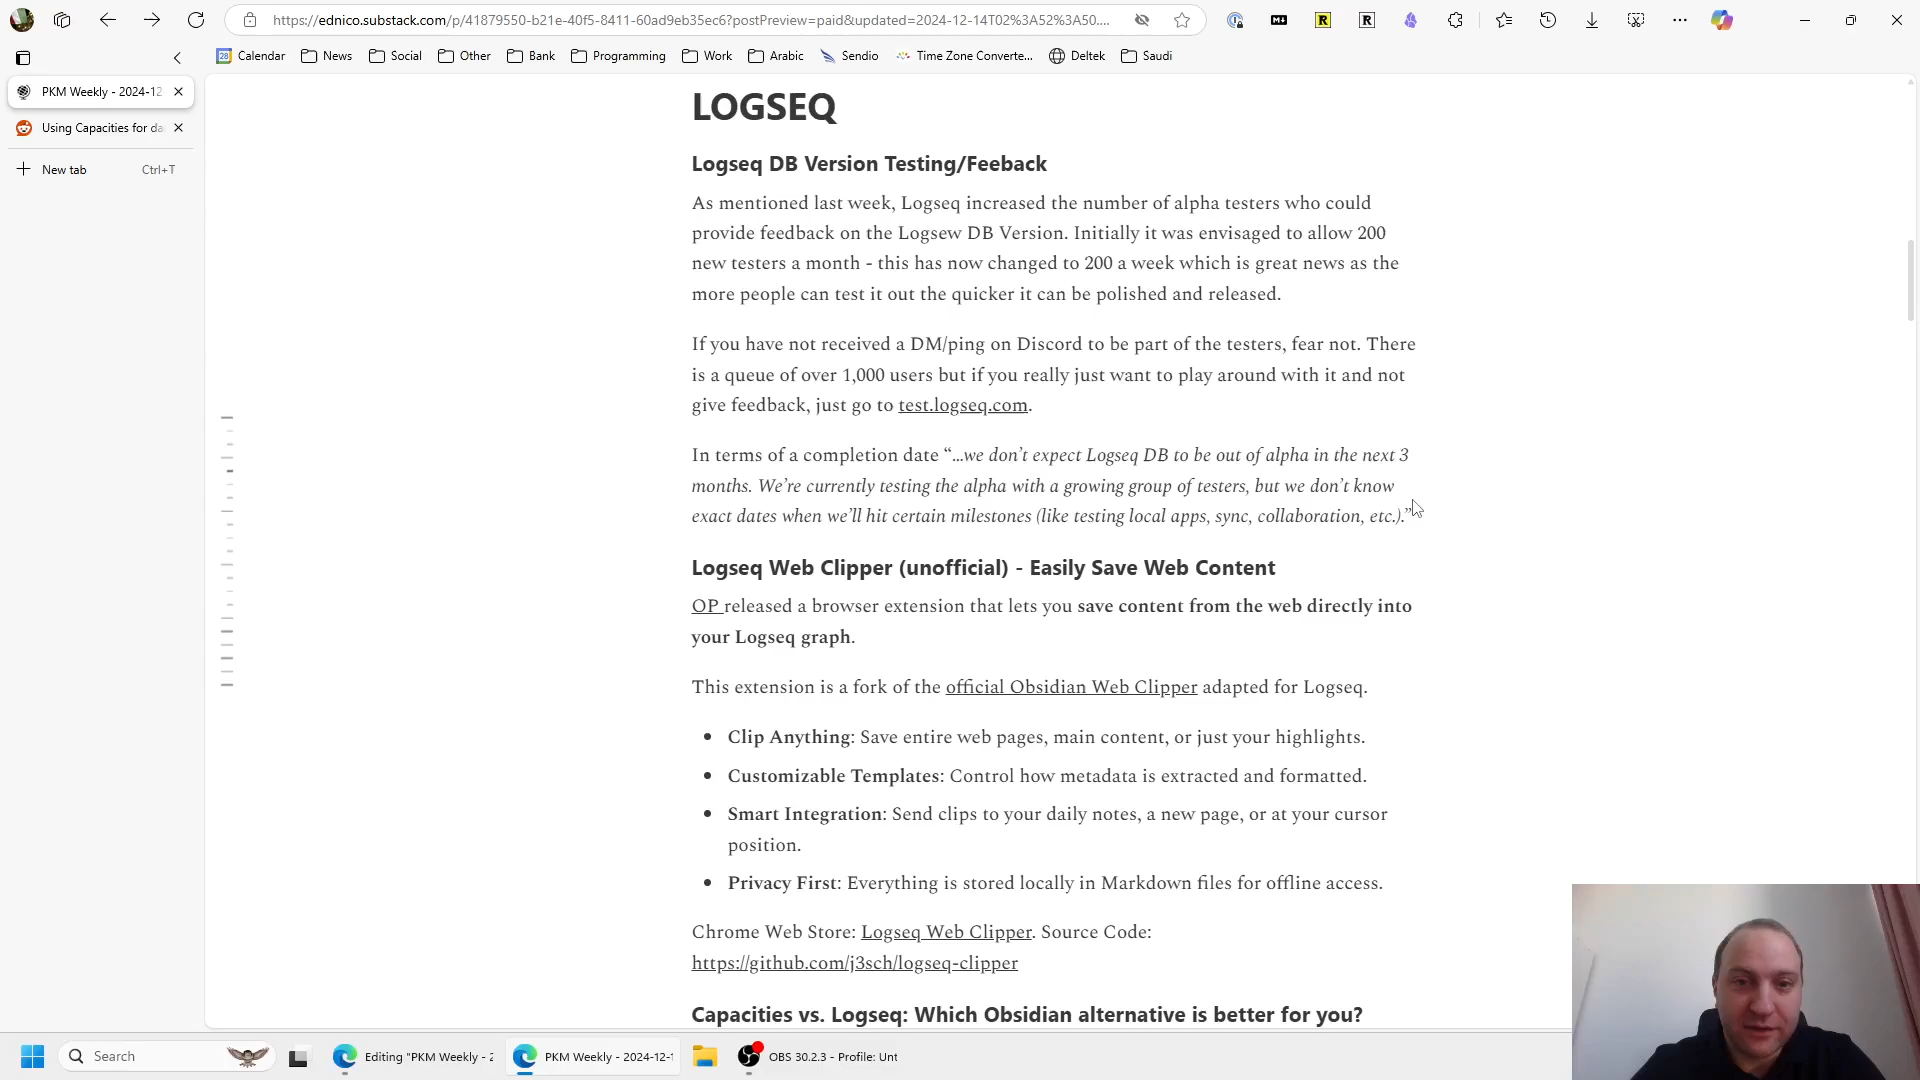 https://ednico.substack.com/p/41879550-b21e-40f5-8411-60ad9eb35ec6?postPreview=paid&updated=2024-12-14T02%3A52%3A50....
Calendar News Social Other Bank Programming Work Arabic Sendio Time Zone Converte... Deltek Saudi
PKM Weekly - 2024-12
Using Capacities for da
New tab Ctrl+T
LOGSEQ
Logseq DB Version Testing/Feeback
As mentioned last week, Logseq increased the number of alpha testers who could
provide feedback on the Logsew DB Version. Initially it was envisaged to allow 200
new testers a month - this has now changed to 200 a week which is great news as the
more people can test it out the quicker it can be polished and released.
If you have not received a DM/ping on Discord to be part of the testers, fear not. There
is a queue of over 1,000 users but if you really just want to play around with it and not
give feedback, just go to test.logseq.com.
In terms of a completion date “…we don’t expect Logseq DB to be out of alpha in the next 3
months. We’re currently testing the alpha with a growing group of testers, but we don’t know
exact dates when we’ll hit certain milestones (like testing local apps, sync, collaboration, etc.).”
Logseq Web Clipper (unofficial) - Easily Save Web Content
OP released a browser extension that lets you save content from the web directly into
your Logseq graph.
This extension is a fork of the official Obsidian Web Clipper adapted for Logseq.
• Clip Anything: Save entire web pages, main content, or just your highlights.
• Customizable Templates: Control how metadata is extracted and formatted.
• Smart Integration: Send clips to your daily notes, a new page, or at your cursor
position.
• Privacy First: Everything is stored locally in Markdown files for offline access.
Chrome Web Store: Logseq Web Clipper. Source Code:
https://github.com/j3sch/logseq-clipper
Capacities vs. Logseq: Which Obsidian alternative is better for you?
Search Editing "PKM Weekly - 2 PKM Weekly - 2024-12-1 OBS 30.2.3 - Profile: Unt